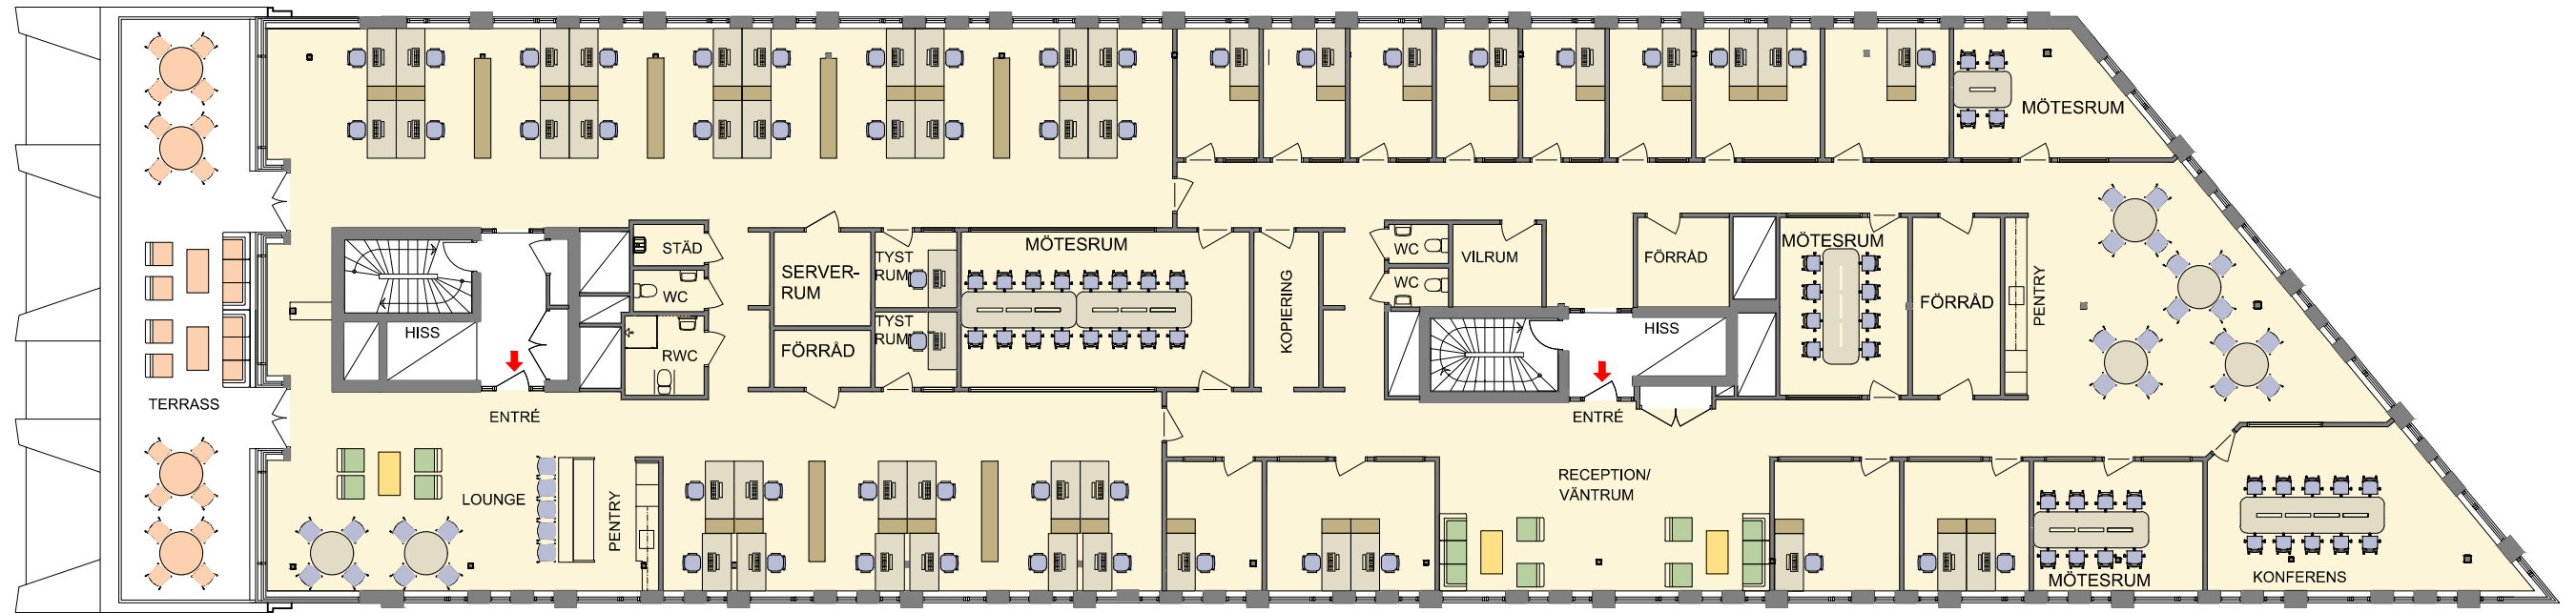 MÖTESRUM
STÄD
WC
RWC
SERVER-
RUM
FÖRRÅD
TYST
RUM
TYST
RUM
MÖTESRUM
KOPIERING
WC
WC
VILRUM
FÖRRÅD
MÖTESRUM
FÖRRÅD
PENTRY
HISS
HISS
TERRASS
ENTRÉ
ENTRÉ
LOUNGE
PENTRY
RECEPTION/
VÄNTRUM
MÖTESRUM
KONFERENS